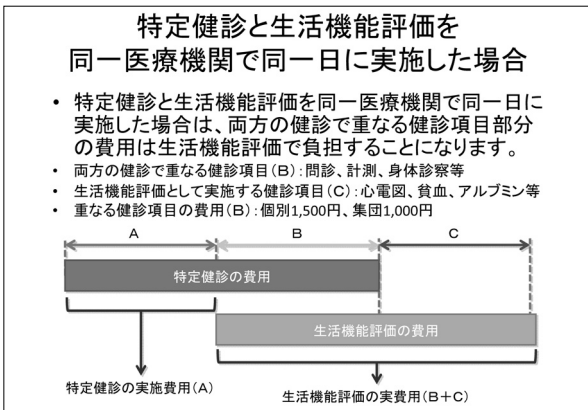 特定健診と生活機能評価を
同一医療機関で同一日に実施した場合
• 特定健診と生活機能評価を同一医療機関で同一日に
実施した場合は、両方の健診で重なる健診項目部分
の費用は生活機能評価で負担することになります。
• 両方の健診で重なる健診項目(B):問診、計測、身体診察等
• 生活機能評価として実施する健診項目(C):心電図、貧血、アルブミン等
• 重なる健診項目の費用(B):個別1,500円、集団1,000円
A B C
特定健診の費用
生活機能評価の費用
特定健診の実施費用(A)
生活機能評価の実費用(B+C)